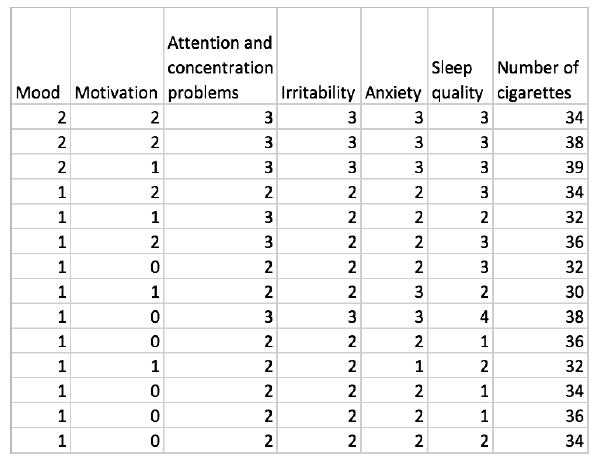 Mood Motivation Attention and concentration problems Irritability Anxiety Sleep quality Number of cigarettes
2 2 3 3 3 3 34
2 2 3 3 3 3 38
2 1 3 3 3 3 39
1 2 2 2 2 3 34
1 1 3 2 2 2 32
1 2 3 2 2 3 36
1 0 2 2 2 3 32
1 1 2 2 3 2 30
1 0 3 3 3 4 38
1 0 2 2 2 1 36
1 1 2 2 1 2 32
1 0 2 2 2 1 34
1 0 2 2 2 1 36
1 0 2 2 2 2 34